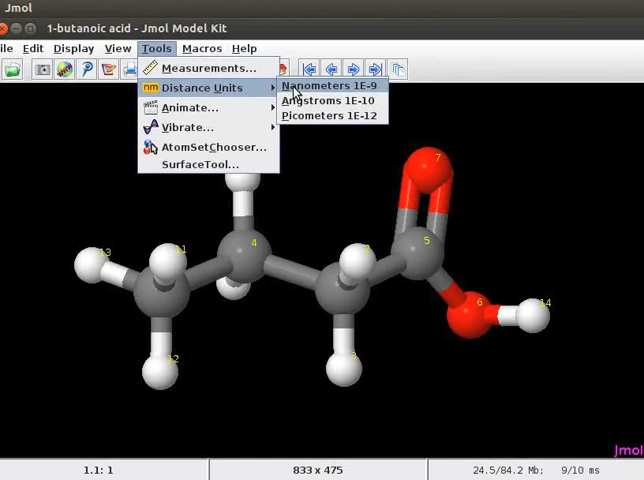 Jmol
1-butanoic acid - Jmol Model Kit
ile Edit Display View Tools Macros Help
Measurements...
nm Distance Units
Nanometers 1E-9
Angstroms 1E-10
Picometers 1E-12
Animate...
Vibrate...
AtomSetChooser...
SurfaceTool...
7
13
11
4
5
6
14
3
12
Jmol
1.1: 1
833 x 475
24.5/84.2 Mb; 9/10 ms